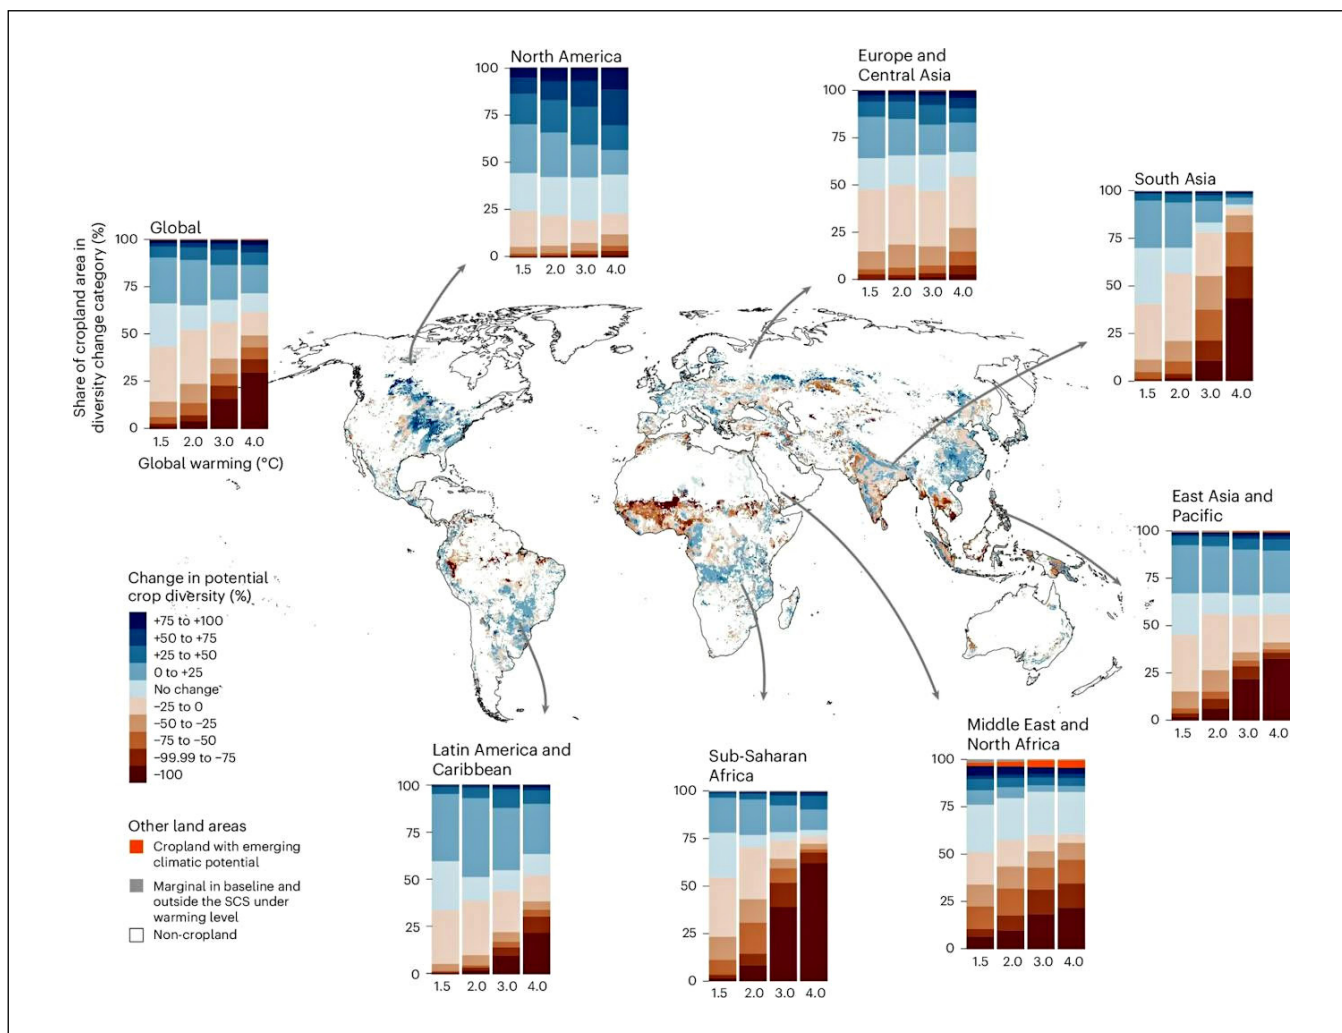 North America
100
75
50
25
0
1.5 2.0 3.0 4.0
Europe and
Central Asia
100
75
50
25
0
1.5 2.0 3.0 4.0
South Asia
100
75
50
25
0
1.5 2.0 3.0 4.0
Share of cropland area in
diversity change category (%)
Global
100
75
50
25
0
1.5 2.0 3.0 4.0
Global warming (°C)
East Asia and
Pacific
100
75
50
25
0
1.5 2.0 3.0 4.0
Change in potential
crop diversity (%)
+75 to +100
+50 to +75
+25 to +50
0 to +25
No change
−25 to 0
−50 to −25
−75 to −50
−99.99 to −75
−100
Other land areas
Cropland with emerging
climatic potential
Marginal in baseline and
outside the SCS under
warming level
Non-cropland
Latin America and
Caribbean
100
75
50
25
0
1.5 2.0 3.0 4.0
Sub-Saharan
Africa
100
75
50
25
0
1.5 2.0 3.0 4.0
Middle East and
North Africa
100
75
50
25
0
1.5 2.0 3.0 4.0